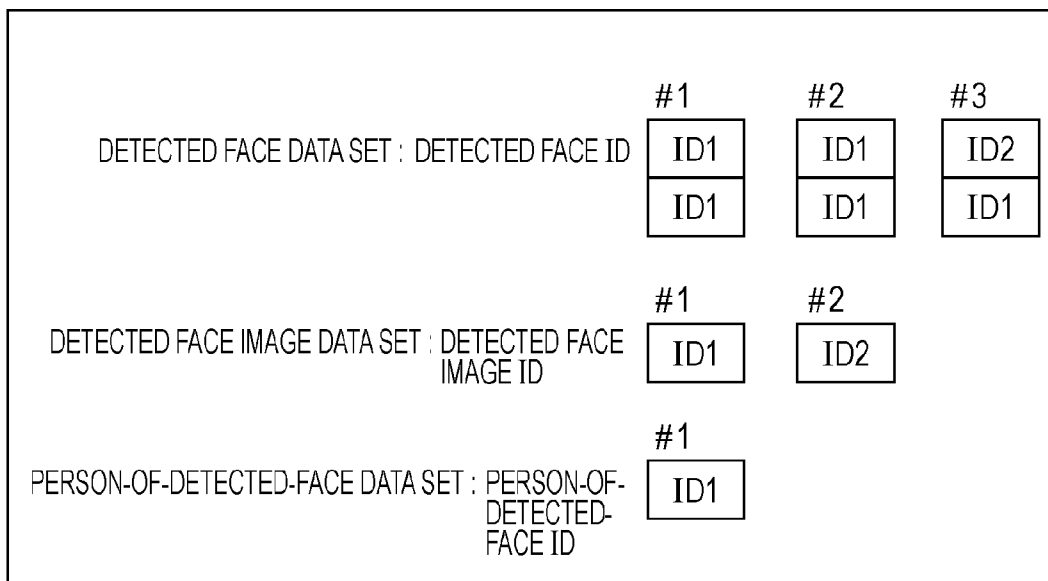 #1 #2 #3
DETECTED FACE DATA SET : DETECTED FACE ID ID1 ID1 ID2
ID1 ID1 ID1
#1 #2
DETECTED FACE IMAGE DATA SET : DETECTED FACE IMAGE ID ID1 ID2
#1
PERSON-OF-DETECTED-FACE DATA SET : PERSON-OF-
DETECTED-
FACE ID ID1